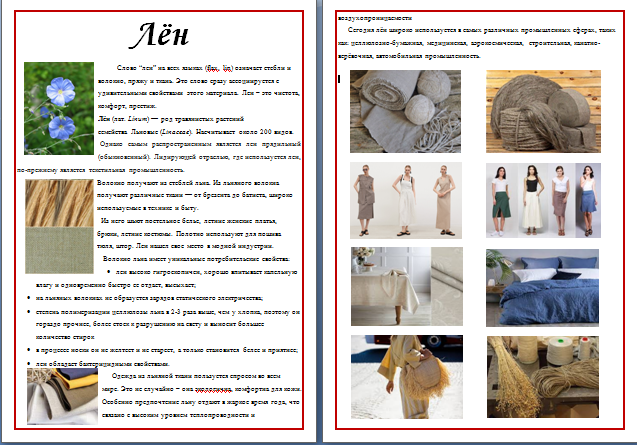 Лён
Слово "лен" на всех языках (flax, lin) означает стебли и
волокно, пряжу и ткань. Это слово сразу ассоциируется с
удивительными свойствами этого материала. Лен – это чистота,
комфорт, престиж.
Лён (лат. Linum) — род травянистых растений
семейства Льновые (Linaceae). Насчитывает около 200 видов.
Однако самым распространенным является лен прядильный
(обыкновенный). Лидирующей отраслью, где используется лен,
по-прежнему является текстильная промышленность.
Волокно получают из стеблей льна. Из льняного волокна
получают различные ткани — от брезента до батиста, широко
используемые в технике и быту.
Из него шьют постельное белье, летние женские платья,
брюки, летние костюмы. Полотно используют для пошива
тюля, штор. Лен нашел свое место в модной индустрии.
Волокно льна имеет уникальные потребительские свойства:
• лен высоко гигроскопичен, хорошо впитывает капельную
влагу и одновременно быстро ее отдает, высыхает;
• на льняных волокнах не образуется зарядов статического электричества;
• степень полимеризации целлюлозы льна в 2-3 раза выше, чем у хлопка, поэтому он
гораздо прочнее, более стоек к разрушению на свету и выносит большее
количество стирок.
• в процессе носки он не желтеет и не стареет, а только становится белее и приятнее;
• лен обладает бактерицидными свойствами.
Одежда из льняной ткани пользуется спросом во всем
мире. Это не случайно – она комфортна для кожи.
Особенно предпочтение льну отдают в жаркое время года, что
связано с высоким уровнем теплопроводности и
воздухопроницаемости
Сегодня лён широко используется в самых различных промышленных сферах, таких
как: целлюлозно-бумажная, медицинская, аэрокосмическая, строительная, канатно-
верёвочная, автомобильная промышленность.